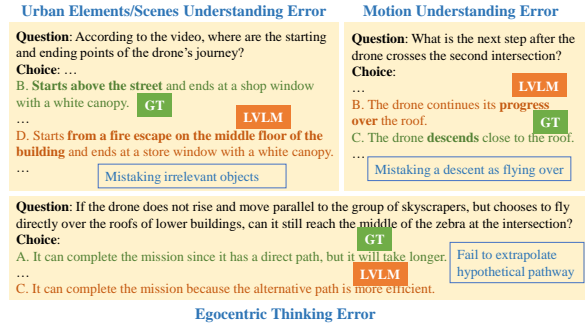 Urban Elements/Scenes Understanding Error
Question: According to the video, where are the starting
and ending points of the drone's journey?
Choice: …
B. Starts above the street and ends at a shop window
with a white canopy.
GT
…
LVLM
D. Starts from a fire escape on the middle floor of the
building and ends at a store window with a white canopy.
…
Mistaking irrelevant objects
Motion Understanding Error
Question: What is the next step after the
drone crosses the second intersection?
Choice:
…
LVLM
B. The drone continues its progress
over the roof.
GT
C. The drone descends close to the roof.
…
Mistaking a descent as flying over
Question: If the drone does not rise and move parallel to the group of skyscrapers, but chooses to fly
directly over the roofs of lower buildings, can it still reach the middle of the zebra at the intersection?
Choice:
GT
A. It can complete the mission since it has a direct path, but it will take longer.
…
LVLM
C. It can complete the mission because the alternative path is more efficient.
Fail to extrapolate
hypothetical pathway
Egocentric Thinking Error